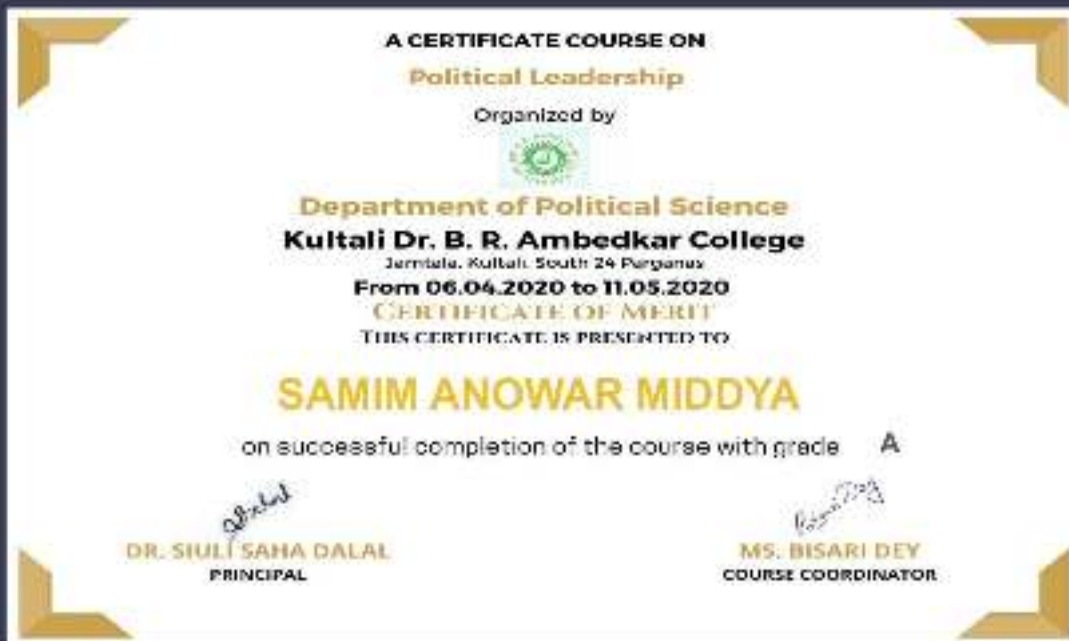 A CERTIFICATE COURSE ON
Political Leadership
Organized by
Department of Political Science
Kultali Dr. B. R. Ambedkar College
Jamtala, Kultali, South 24 Parganas
From 06.04.2020 to 11.05.2020
CERTIFICATE OF MERIT
THIS CERTIFICATE IS PRESENTED TO
SAMIM ANOWAR MIDDYA
on successful completion of the course with grade A
DR. SIULI SAHA DALAL
PRINCIPAL
MS. BISARI DEY
COURSE COORDINATOR